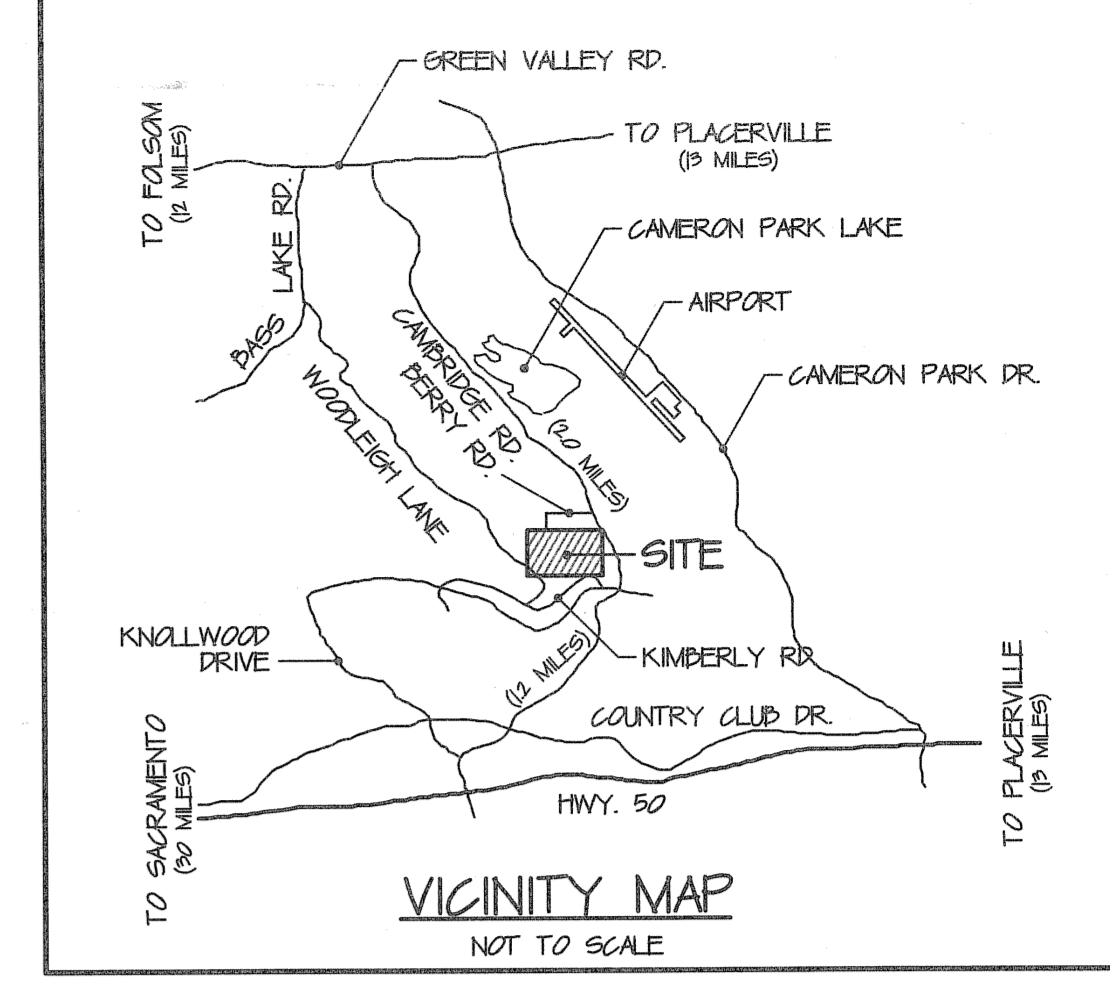 GREEN VALLEY RD.
TO FOLSOM
(12 MILES)
TO PLACERVILLE
(13 MILES)
BASS LAKE RD.
CAMERON PARK LAKE
AIRPORT
CAMBRIDGE RD.
BERRY RD.
WOODLEIGH LANE
(2.0 MILES)
CAMERON PARK DR.
SITE
KNOLLWOOD
DRIVE
KIMBERLY RD
(1.2 MILES)
COUNTRY CLUB DR.
TO SACRAMENTO
(30 MILES)
HWY. 50
TO PLACERVILLE
(13 MILES)
VICINITY MAP
NOT TO SCALE